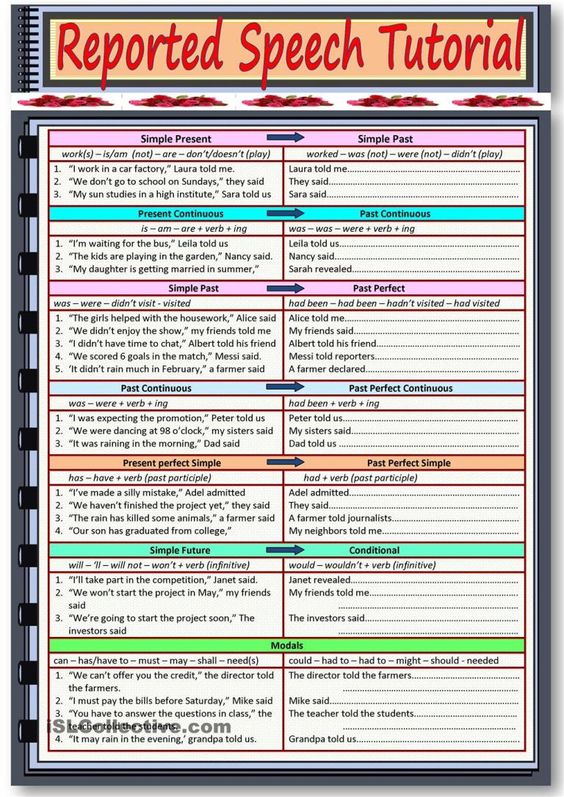 Reported Speech Tutorial
Simple Present Simple Past
work(s) – is/am (not) – are – don't/doesn't (play) worked – was (not) – were (not) – didn't (play)
1. "I work in a car factory," Laura told me. Laura told me
2. "We don't go to school on Sundays," they said They said
3. "My sun studies in a high institute," Sara told us Sara said
Present Continuous Past Continuous
is – am – are + verb + ing was – was – were + verb + ing
1. "I'm waiting for the bus," Leila told us Leila told us
2. "The kids are playing in the garden," Nancy said. Nancy said
3. "My daughter is getting married in summer," Sarah revealed
Simple Past Past Perfect
was – were – didn't visit - visited had been – had been – hadn't visited – had visited
1. "The girls helped with the housework," Alice said Alice told me
2. "We didn't enjoy the show," my friends told me My friends said
3. "I didn't have time to chat," Albert told his friend Albert told his friend
4. "We scored 6 goals in the match," Messi said. Messi told reporters
5. 'It didn't rain much in February," a farmer said A farmer declared
Past Continuous Past Perfect Continuous
was – were + verb + ing had been + verb + ing
1. "I was expecting the promotion," Peter told us Peter told us
2. "We were dancing at 98 o'clock," my sisters said My sisters said
3. "It was raining in the morning," Dad said Dad told us
Present perfect Simple Past Perfect Simple
has – have + verb (past participle) had + verb (past participle)
1. "I've made a silly mistake," Adel admitted Adel admitted
2. "We haven't finished the project yet," they said They said
3. "The rain has killed some animals," a farmer said A farmer told journalists
4. "Our son has graduated from college," My neighbors told me
Simple Future Conditional
will – 'll – will not – won't + verb (infinitive) would – wouldn't + verb (infinitive)
1. "I'll take part in the competition," Janet said. Janet revealed
2. "We won't start the project in May," my friends My friends told me
said
3. "We're going to start the project soon," The The investors said
investors said
Modals
can – has/have to – must – may – shall – need(s) could – had to – had to – might – should - needed
1. "We can't offer you the credit," the director told The director told the farmers
the farmers.
2. "I must pay the bills before Saturday," Mike said Mike said
3. "You have to answer the questions in class," the The teacher told the students
teacher told the students.
4. "It may rain in the evening,' grandpa told us. Grandpa told us
iSLCollective.com